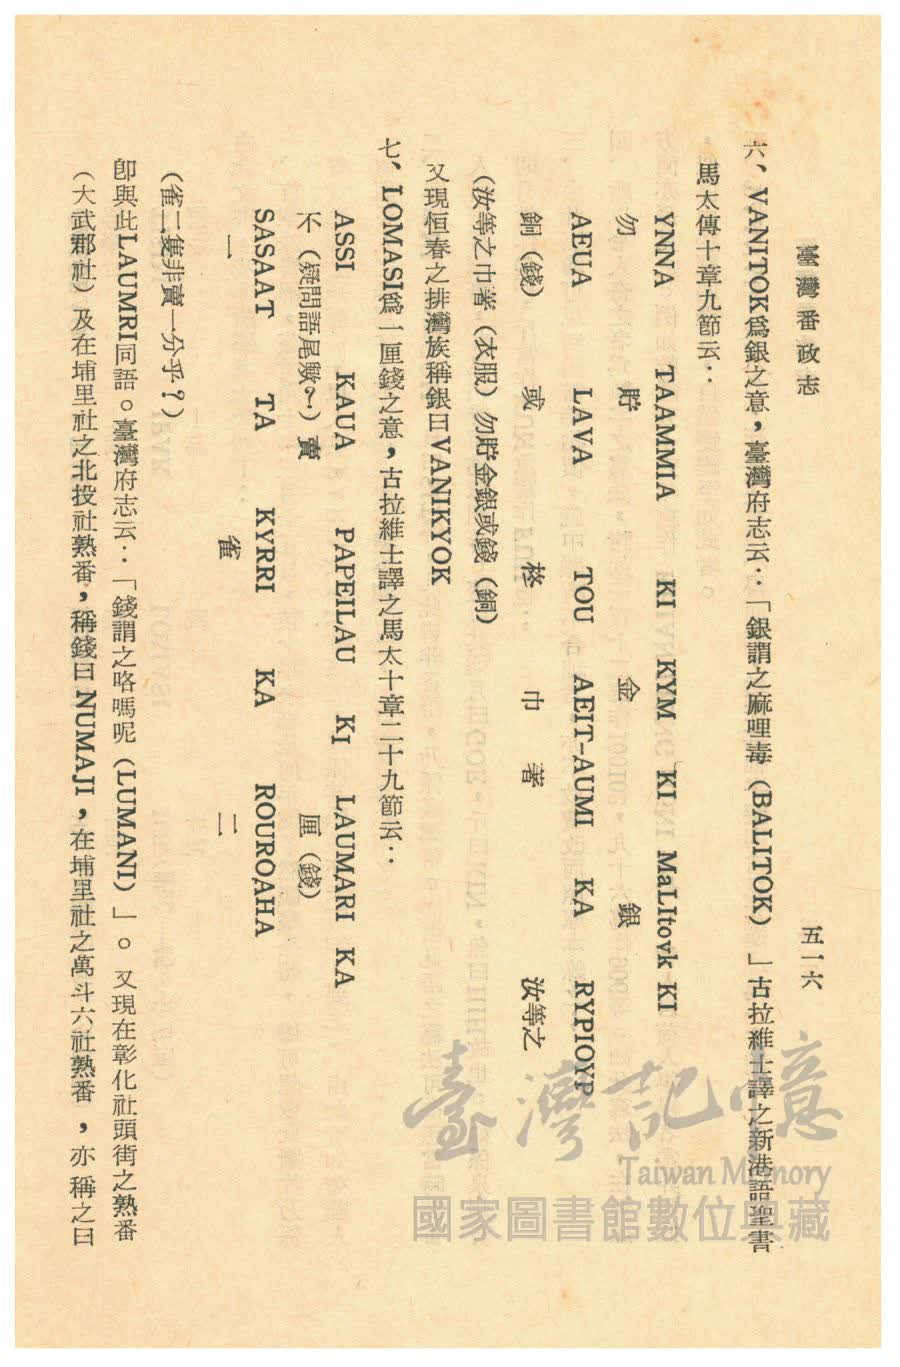 臺灣番政志
五一六
六、VANITOK爲銀之意，臺灣府志云：「銀謂之麻哩毒（BALITOK）」古拉維士譯之新港語聖書
馬太傳十章九節云：
YNNA TAAMMIA KI KYM KI MaLItovk KI
勿 貯 金 銀
AEUA LAVA TOU AEIT-AUMI KA RYPIOYP
銅（錢） 或 柊 巾 著 汝等之
（汝等之巾著（衣服）勿貯金銀或錢（銅）
又現恒春之排灣族稱銀曰VANIKYOK
七、LOMASI爲一厘錢之意，古拉維士譯之馬太十章二十九節云：
ASSI KAUA PAPEILAU KI LAUMARI KA
不（疑問語尾歟？） 賣 厘（錢）
SASAAT TA KYRRI KA ROUROAHA
一 雀 二
（雀二隻非賣一分乎？）
卽與此LAUMRI同語。臺灣府志云：「錢謂之咯嗎呢（LUMANI）」。又現在彰化社頭街之熟番
（大武郡社）及在埔里社之北投社熟番，稱錢曰NUMAJI，在埔里社之萬斗六社熟番，亦稱之曰
臺灣記憶
Taiwan Memory
國家圖書館數位典藏